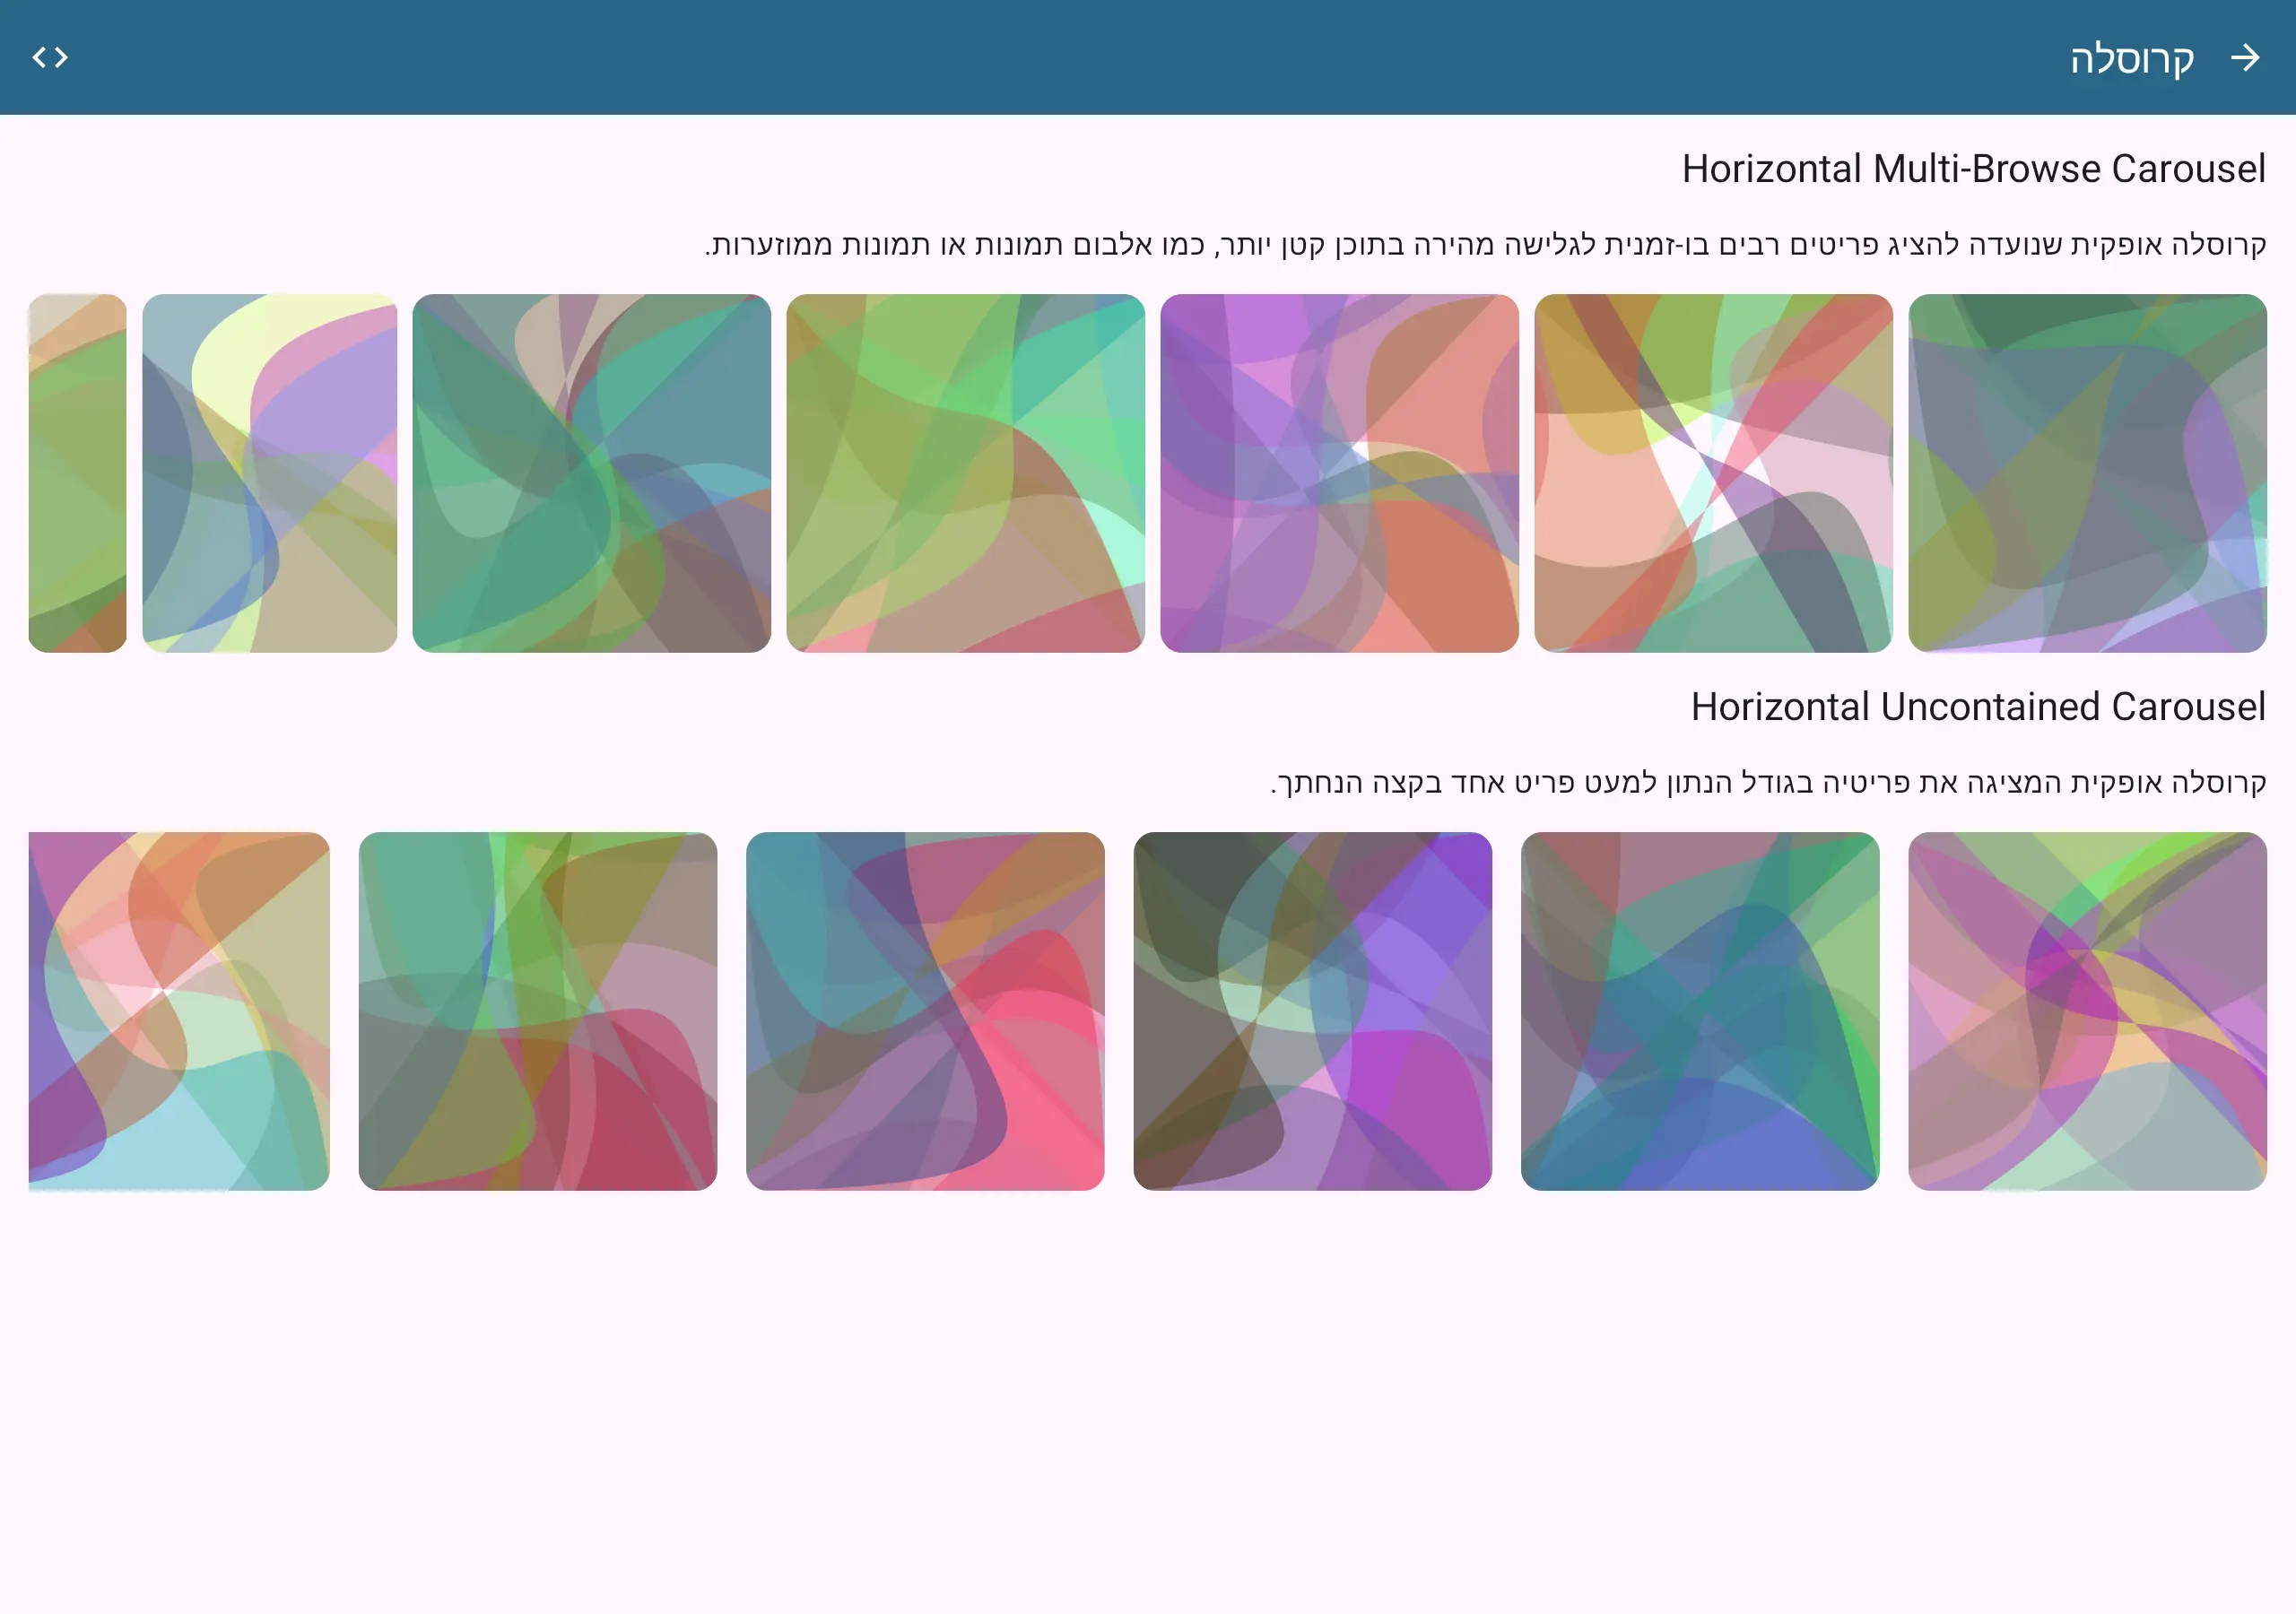 קרוסלה
Horizontal Multi-Browse Carousel
קרוסלה אופקית שנועדה להציג פריטים רבים בו-זמנית לגלישה מהירה בתוכן קטן יותר, כמו אלבום תמונות או תמונות ממוזערות.
Horizontal Uncontained Carousel
קרוסלה אופקית המציגה את פריטיה בגודל הנתון למעט פריט אחד בקצה הנחתך.